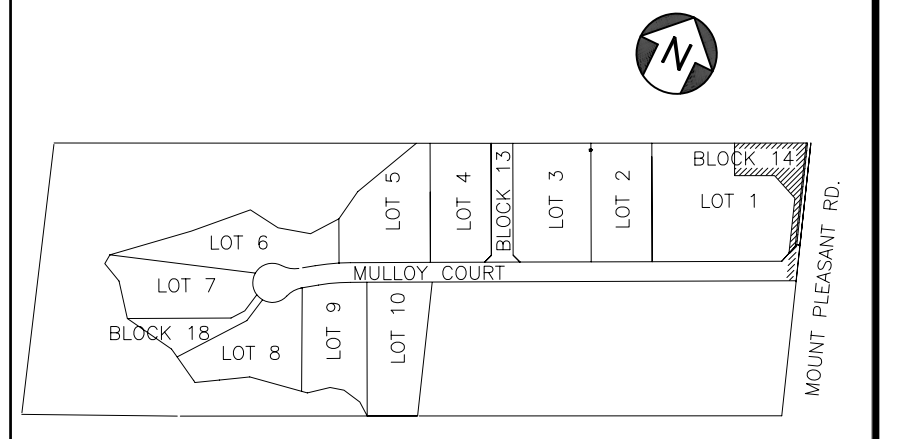 N
BLOCK 14
LOT 1
LOT 2
LOT 3
BLOCK 13
LOT 4
LOT 5
LOT 6
LOT 7
MULLOY COURT
BLOCK 18
LOT 8
LOT 9
LOT 10
MOUNT PLEASANT RD.